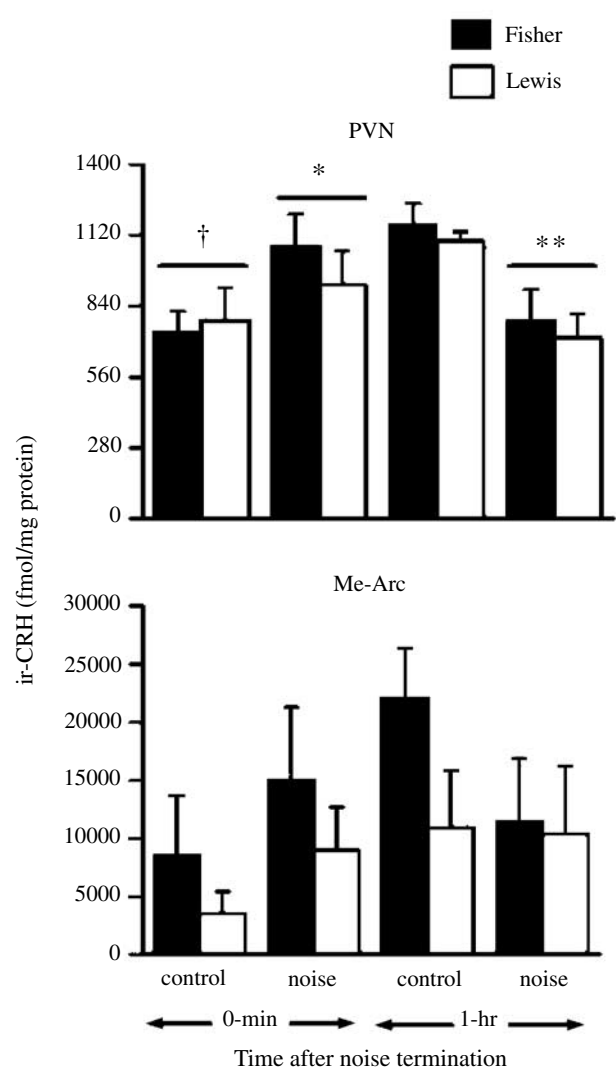 Fisher
Lewis
PVN
1400
1120
840
560
280
0
†
*
**
ir-CRH (fmol/mg protein)
Me-Arc
30000
25000
20000
15000
10000
5000
0
control noise control noise
0-min 1-hr
Time after noise termination